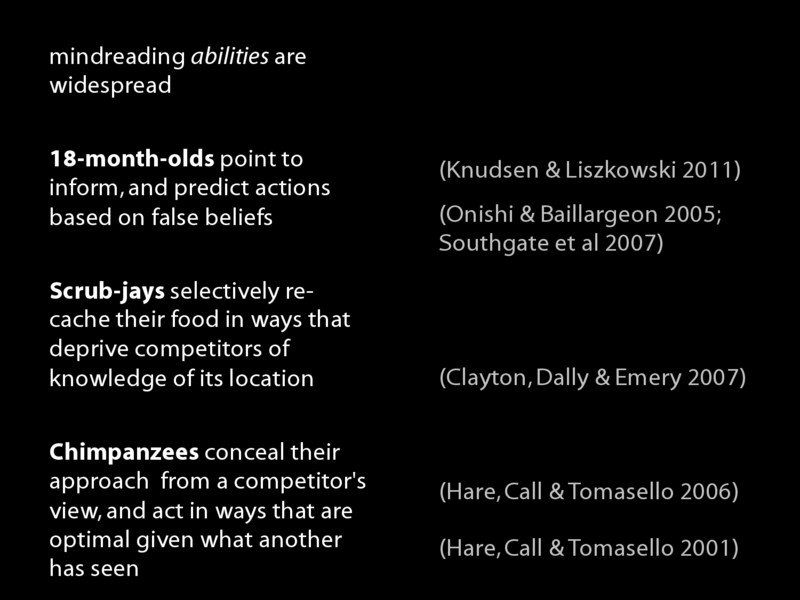 mindreading abilities are
widespread
18-month-olds point to
inform, and predict actions
based on false beliefs
(Knudsen & Liszkowski 2011)
(Onishi & Baillargeon 2005;
Southgate et al 2007)
Scrub-jays selectively re-
cache their food in ways that
deprive competitors of
knowledge of its location
(Clayton, Dally & Emery 2007)
Chimpanzees conceal their
approach  from a competitor's
view, and act in ways that are
optimal given what another
has seen
(Hare, Call & Tomasello 2006)
(Hare, Call & Tomasello 2001)